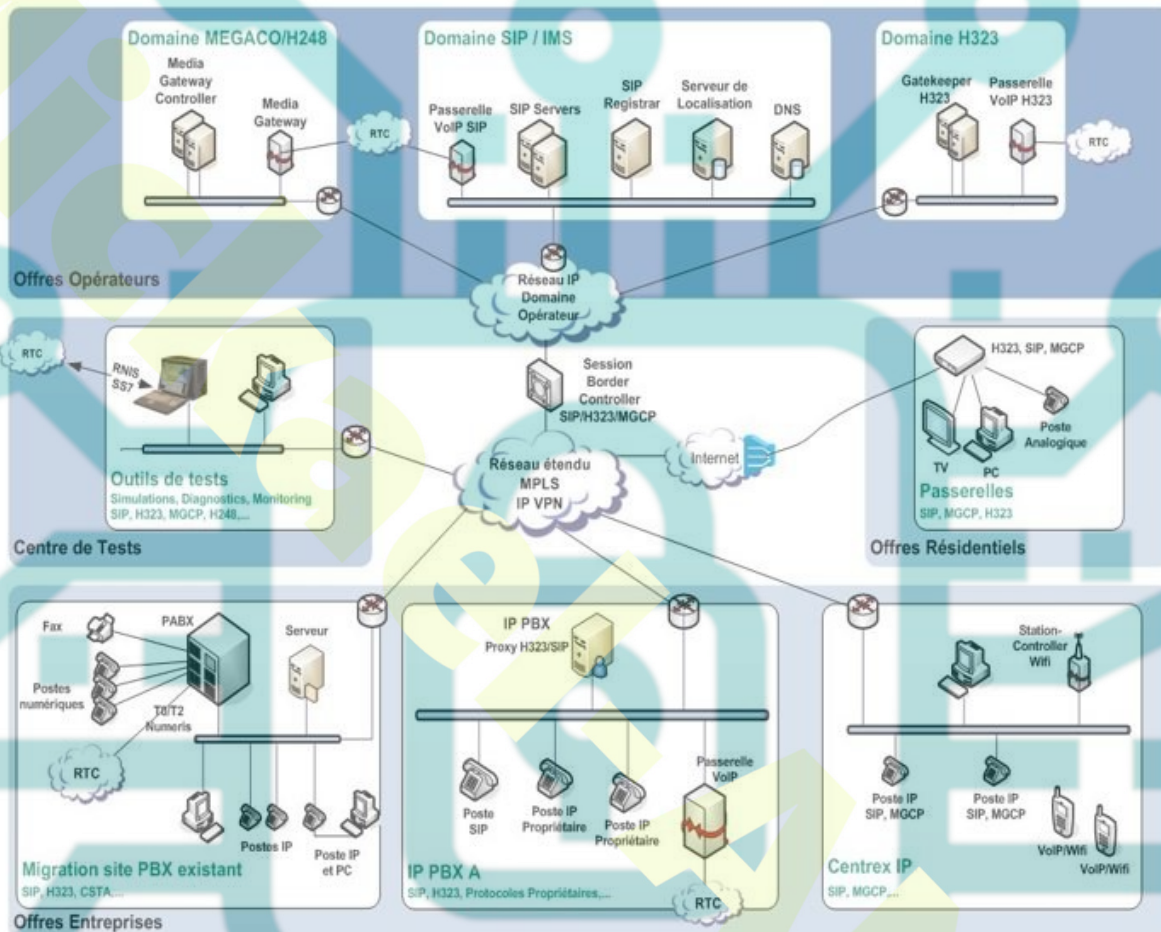 Domaine MEGACO/H248
Media
Gateway
Controller
Media
Gateway
RTC
Domaine SIP / IMS
Passerelle
VoIP SIP
SIP Servers
SIP
Registrar
Serveur de
Localisation
DNS
Domaine H323
Gatekeeper
H323
Passerelle
VoIP H323
RTC
Offres Opérateurs
Réseau IP
Domaine
Opérateur
RTC
RNIS
SS7
Outils de tests
Simulations, Diagnostics, Monitoring
SIP, H323, MGCP, H248,...
Centre de Tests
Session
Border
Controller
SIP/H323/MGCP
Réseau étendu
MPLS
IP VPN
Internet
H323, SIP, MGCP
Poste
Analogique
TV
PC
Passerelles
SIP, MGCP, H323
Offres Résidentiels
Fax
PABX
Serveur
Postes
numériques
T0/T2
Numeris
RTC
Postes IP
Poste IP
et PC
Migration site PBX existant
SIP, H323, CSTA,...
IP PBX
Proxy H323/SIP
Poste
SIP
Poste IP
Propriétaire
Poste IP
Propriétaire
Passerelle
VoIP
IP PBX A
SIP, H323, Protocoles Propriétaires,...
RTC
Station-
Controller
Wifi
Poste IP
SIP, MGCP
Poste IP
SIP, MGCP
VoIP/Wifi
VoIP/Wifi
Centrex IP
SIP, MGCP,...
Offres Entreprises